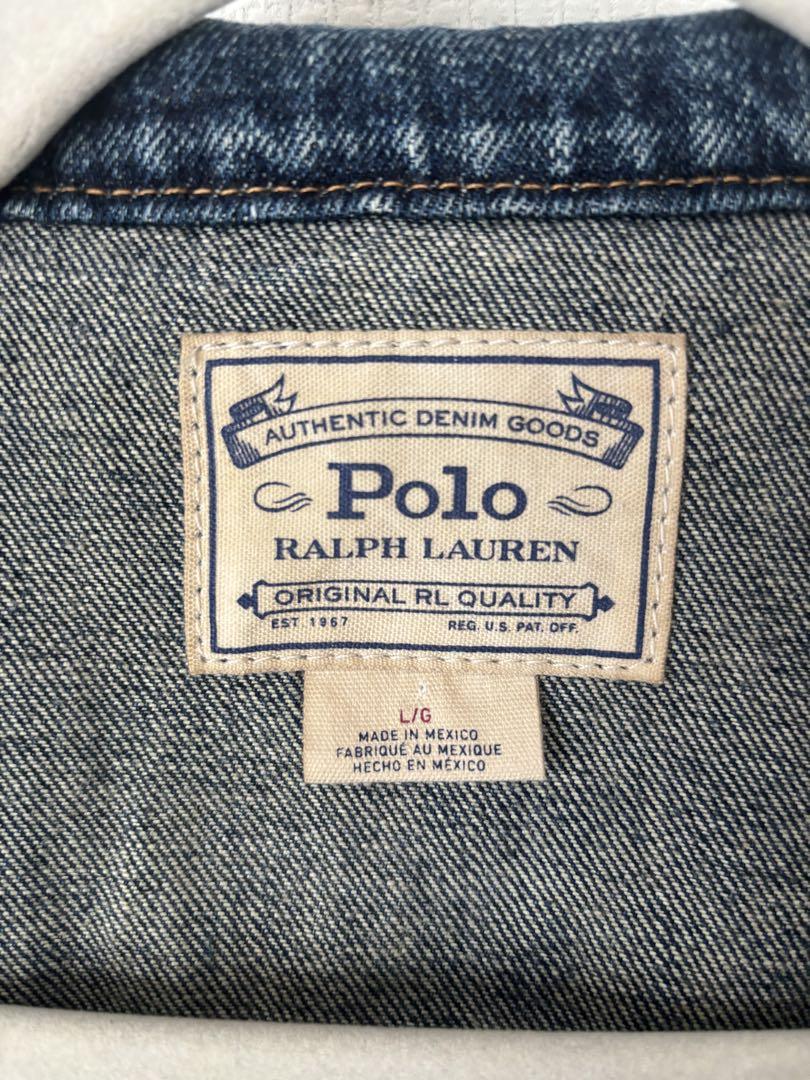 AUTHENTIC DENIM GOODS
Polo
RALPH LAUREN
ORIGINAL RL QUALITY
EST 1967 REG. U.S. PAT. OFF.
L/G
MADE IN MEXICO
FABRIQUÉ AU MEXIQUE
HECHO EN MÉXICO